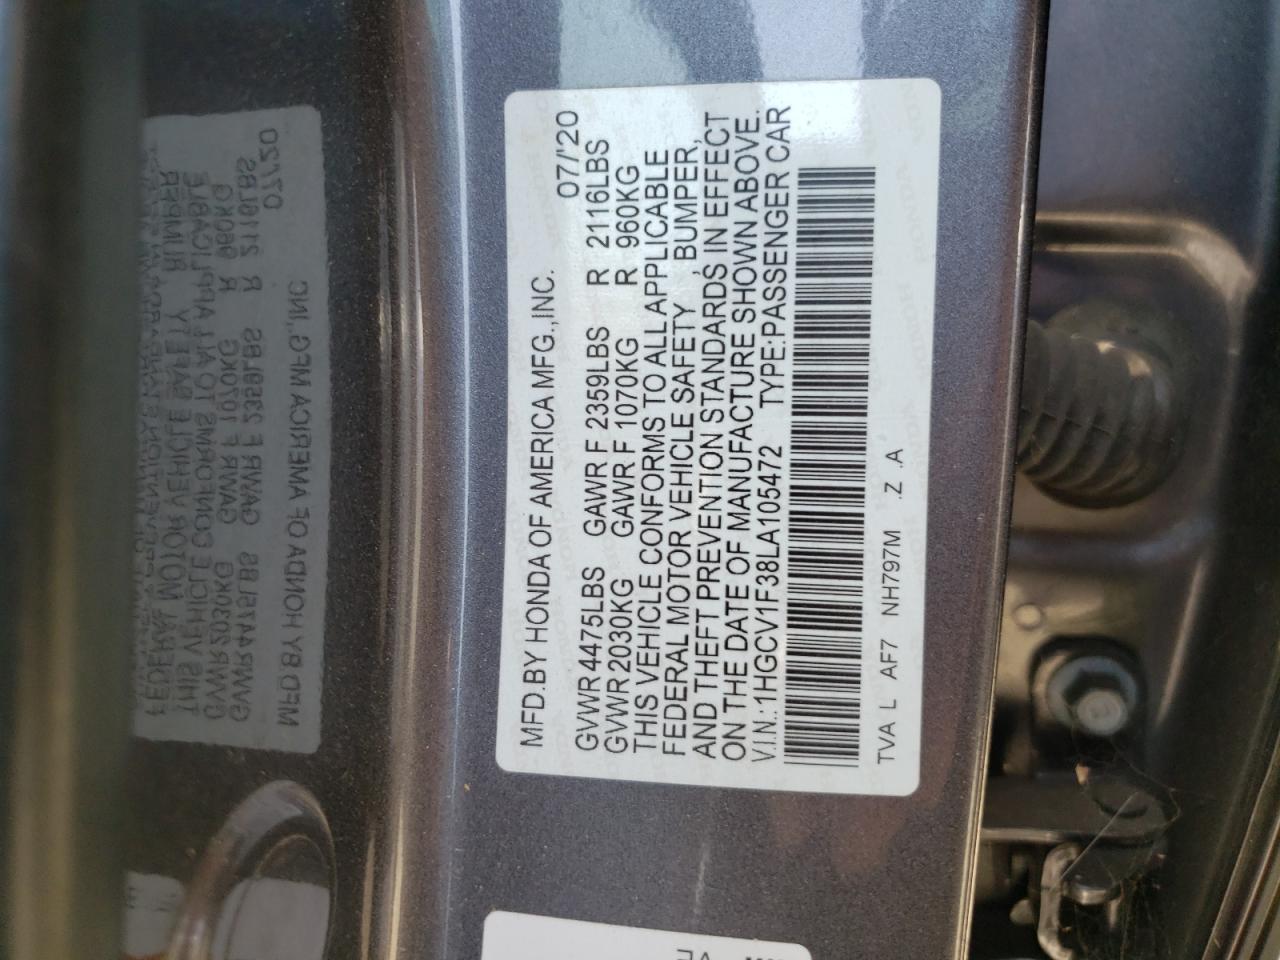 MFD.BY HONDA OF AMERICA MFG.,INC. 07/'20
GVWR 4475LBS GAWR F 2359LBS R 2116LBS
GVWR 2030KG GAWR F 1070KG R 960KG
THIS VEHICLE CONFORMS TO ALL APPLICABLE
FEDERAL MOTOR VEHICLE SAFETY , BUMPER,
AND THEFT PREVENTION STANDARDS IN EFFECT
ON THE DATE OF MANUFACTURE SHOWN ABOVE.
V.I.N.:1HGCV1F38LA105472 TYPE:PASSENGER CAR
TVA L AF7 NH797M .Z .A